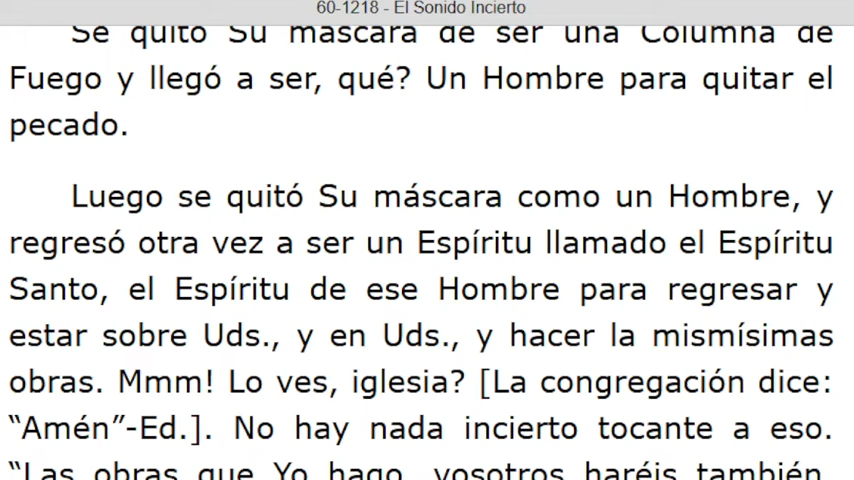 60-1218 - El Sonido Incierto
Se quitó Su máscara de ser una Columna de
Fuego y llegó a ser, qué? Un Hombre para quitar el
pecado.
Luego se quitó Su máscara como un Hombre, y
regresó otra vez a ser un Espíritu llamado el Espíritu
Santo, el Espíritu de ese Hombre para regresar y
estar sobre Uds., y en Uds., y hacer la mismísimas
obras. Mmm! Lo ves, iglesia? [La congregación dice:
“Amén”-Ed.]. No hay nada incierto tocante a eso.
“Las obras que Yo hago, vosotros haréis también.